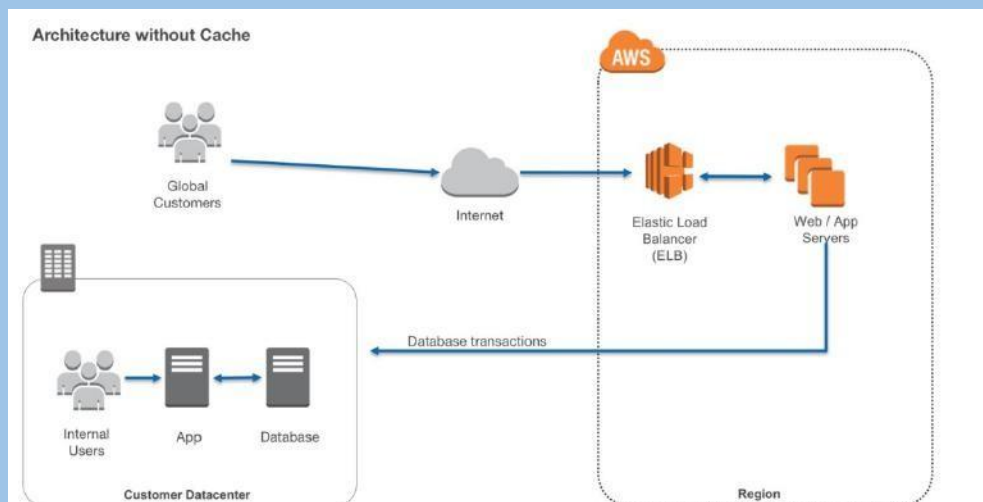 Architecture without Cache
AWS
Global
Customers
Internet
Elastic Load
Balancer
(ELB)
Web / App
Servers
Database transactions
Internal
Users
App
Database
Customer Datacenter
Region